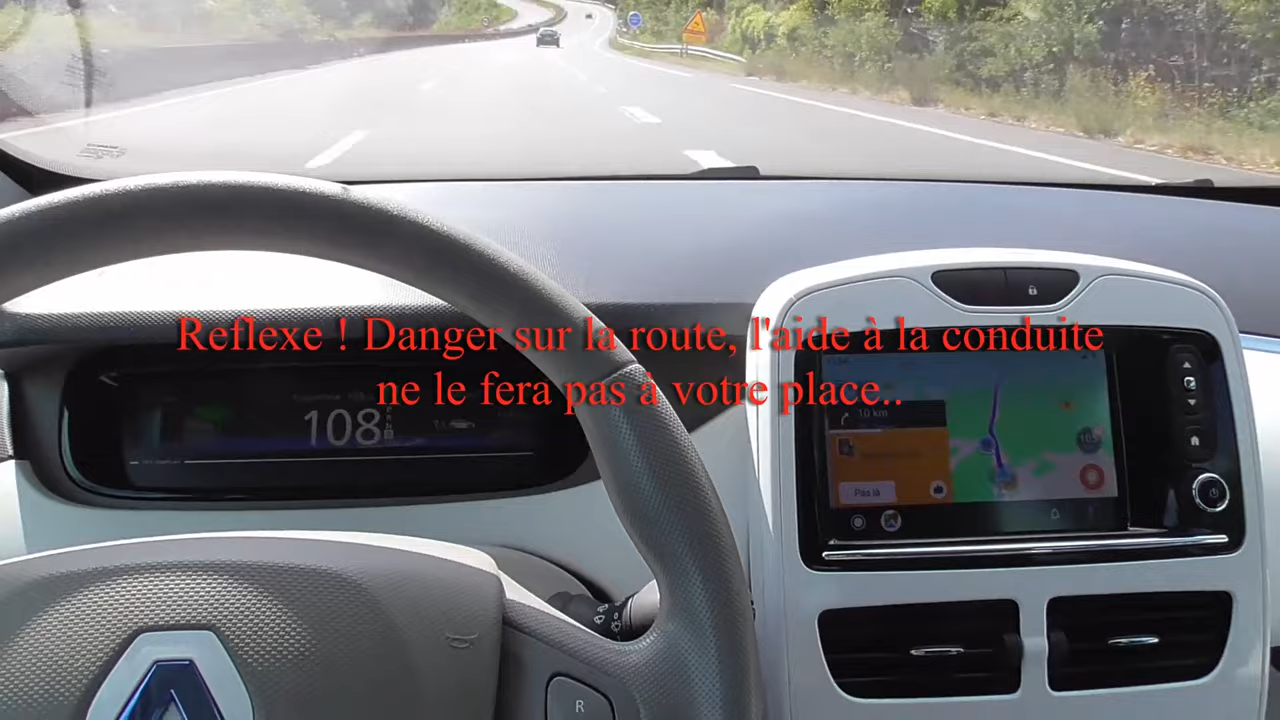 Reflexe ! Danger sur la route, l'aide à la conduite
ne le fera pas à votre place..
108
10 km
Pas là
R